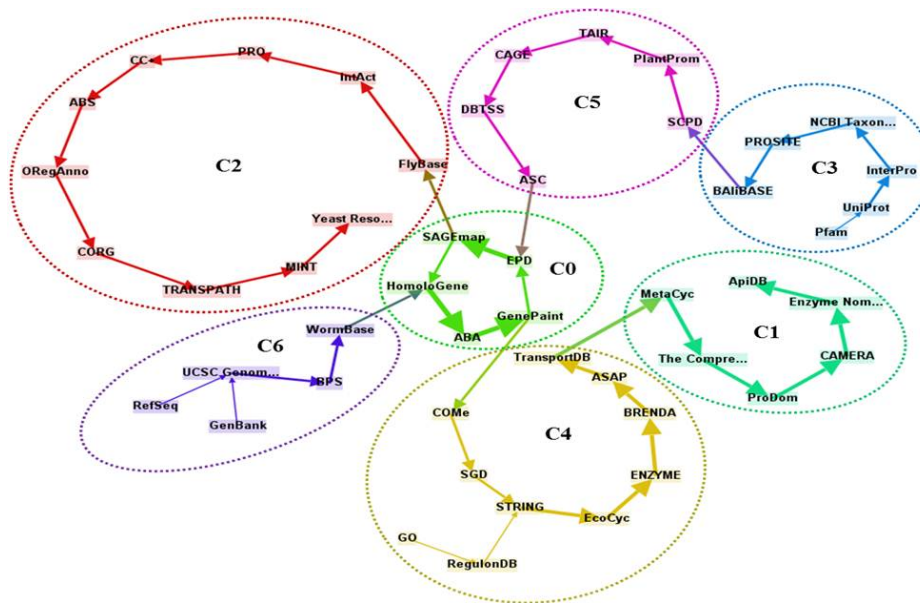 PRO
CC+
IntAct
ABS
C2
ORegAnno
FlyBase
Yeast Reso...
CORG
MINT
TRANSPATH
TAIR
CAGE
PlantProm
C5
DBTSS
SCPD
ASC
NCBI Taxon...
PROSITE
C3
InterPro
BAliBASE
UniProt
Pfam
SAGEmap
EPD
C0
HomoloGene
GenePaint
ABA
MetaCyc
ApiDB
Enzyme Nom...
C1
The Compre...
CAMERA
ProDom
WormBase
C6
UCSC Genom...
BPS
RefSeq
GenBank
TransportDB
ASAP
COMe
BRENDA
C4
SGD
ENZYME
STRING
EcoCyc
GO
RegulonDB